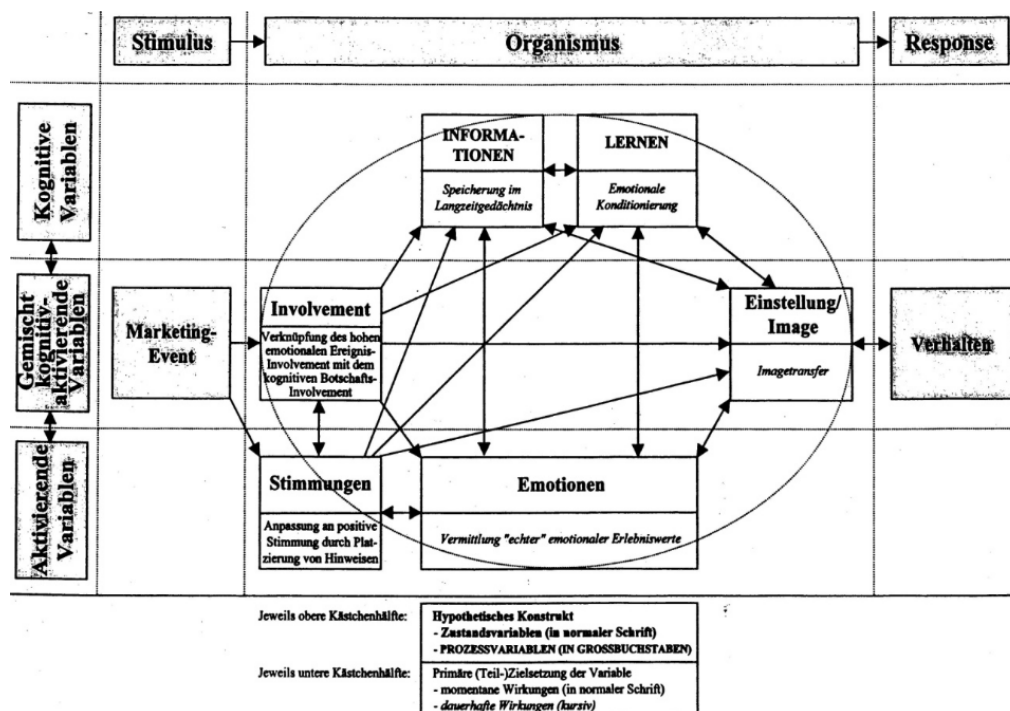 Stimulus
Organismus
Response
Kognitive
Variablen
INFORMA-
TIONEN
Speicherung im
Langzeitgedächtnis
LERNEN
Emotionale
Konditionierung
Gemischt
kognitiv-
aktivierende
Variablen
Marketing-
Event
Involvement
Verknüpfung des hohen
emotionalen Ereignis-
Involvement mit dem
kognitiven Botschafts-
Involvement
Einstellung/
Image
Imagetransfer
Verhalten
Aktivierende
Variablen
Stimmungen
Anpassung an positive
Stimmung durch Plat-
zierung von Hinweisen
Emotionen
Vermittlung "echter" emotionaler Erlebniswerte
Jeweils obere Kästchenhälfte:
Hypothetisches Konstrukt
- Zustandsvariablen (in normaler Schrift)
- PROZESSVARIABLEN (IN GROSSBUCHSTABEN)
Jeweils untere Kästchenhälfte:
Primäre (Teil-)Zielsetzung der Variable
- momentane Wirkungen (in normaler Schrift)
- dauerhafte Wirkungen (kursiv)